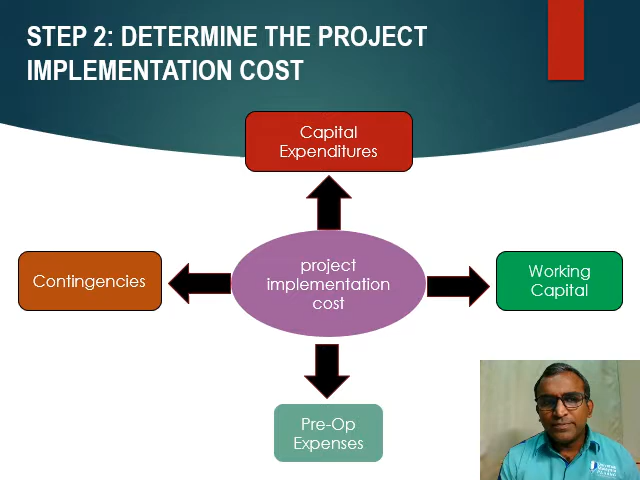 STEP 2: DETERMINE THE PROJECT
IMPLEMENTATION COST
Capital
Expenditures
Contingencies
project
implementation
cost
Working
Capital
Pre-Op
Expenses